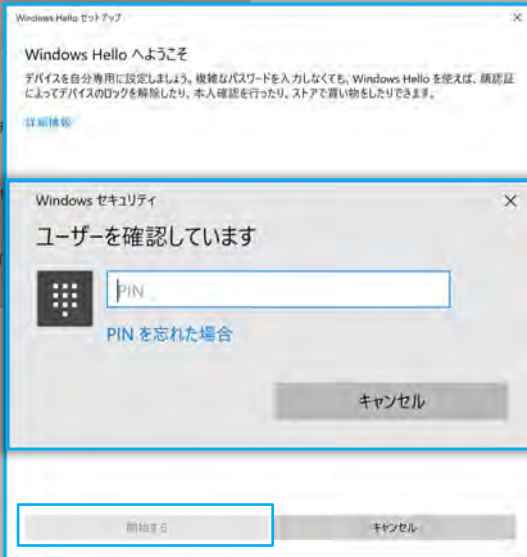 Windows Hello セットアップ
Windows Hello へようこそ
デバイスを自分専用に設定しましょう。複雑なパスワードを入力しなくても、Windows Hello を使えば、顔認証
によってデバイスのロックを解除したり、本人確認を行ったり、ストアで買い物をしたりできます。
詳細情報
Windows セキュリティ
ユーザーを確認しています
PIN
PIN を忘れた場合
キャンセル
開始する
キャンセル